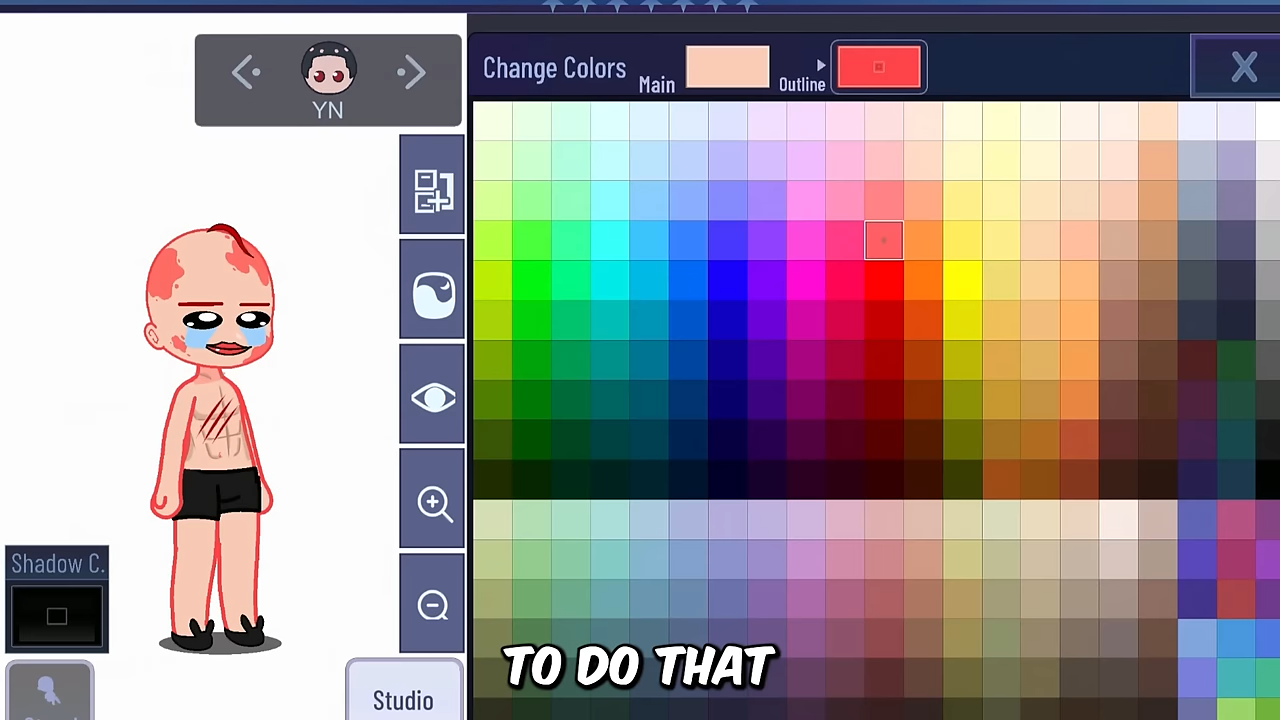 Change Colors
Main
Outline
YN
Shadow C.
TO DO THAT
Studio